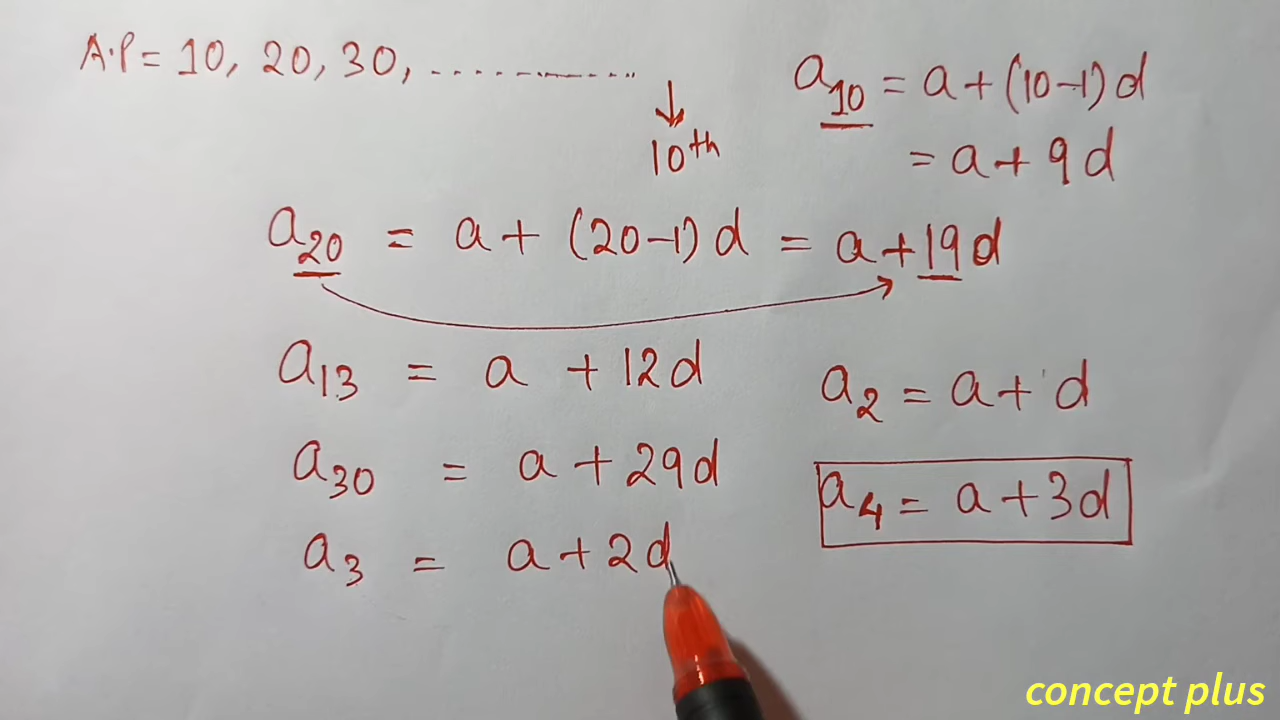 A.P = 10, 20, 30, ..............
↓
10th
a10 = a + (10-1)d
= a + 9d
a20 = a + (20-1)d = a + 19d
a13 = a + 12d
a30 = a + 29d
a3 = a + 2d
a2 = a + d
a4 = a + 3d
concept plus